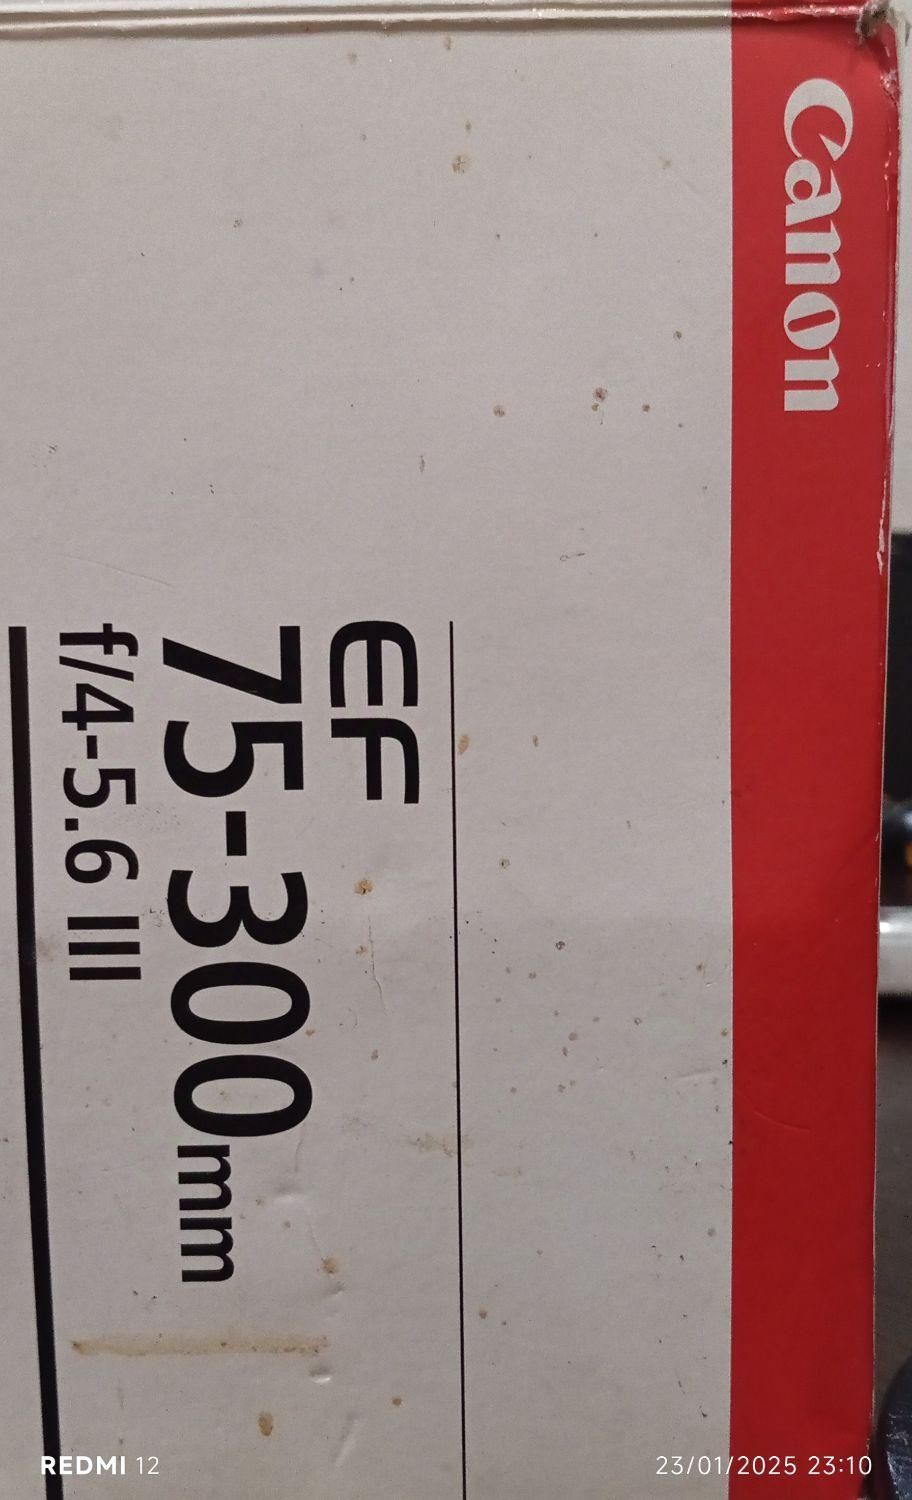 Canon
EF
75-300mm
f/4-5.6 III
REDMI 12
23/01/2025 23:10